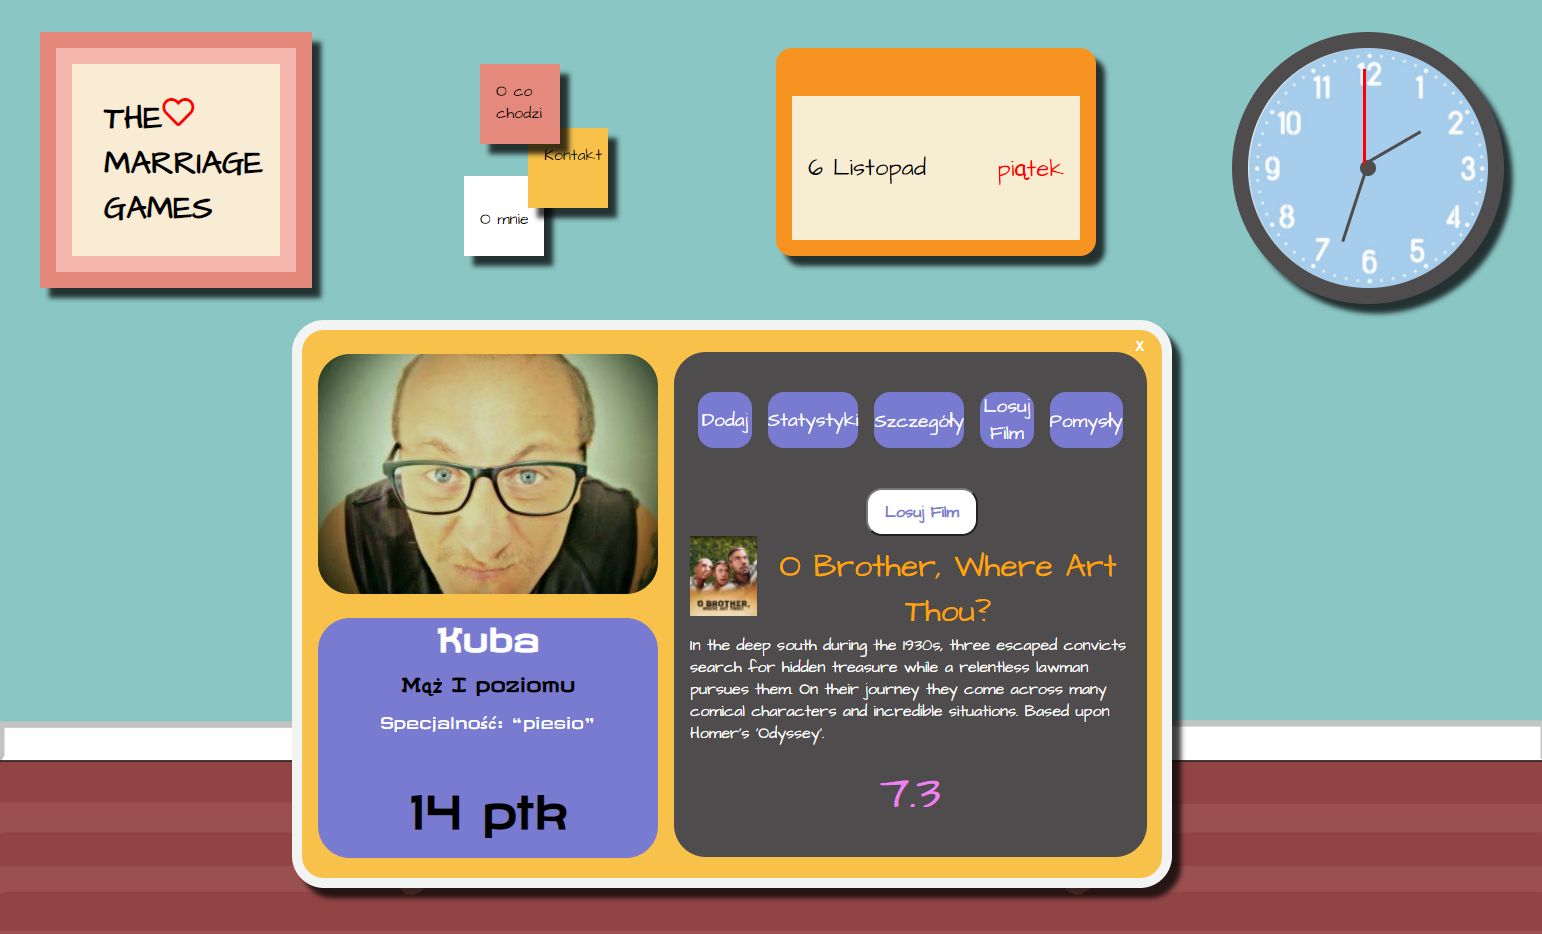 THE
MARRIAGE
GAMES
O co
chodzi
Kontakt
O mnie
6 Listopad
piątek
12
1
2
3
4
5
6
7
8
9
10
11
x
Dodaj
Statystyki
Szczegóły
Losuj
Film
Pomysły
Losuj Film
O BROTHER,
WHERE ART THOU?
O Brother, Where Art
Thou?
In the deep south during the 1930s, three escaped convicts
search for hidden treasure while a relentless lawman
pursues them. On their journey they come across many
comical characters and incredible situations. Based upon
Homer's 'Odyssey'.
7.3
Kuba
Mąż I poziomu
Specjalność: “piesio”
14 ptk